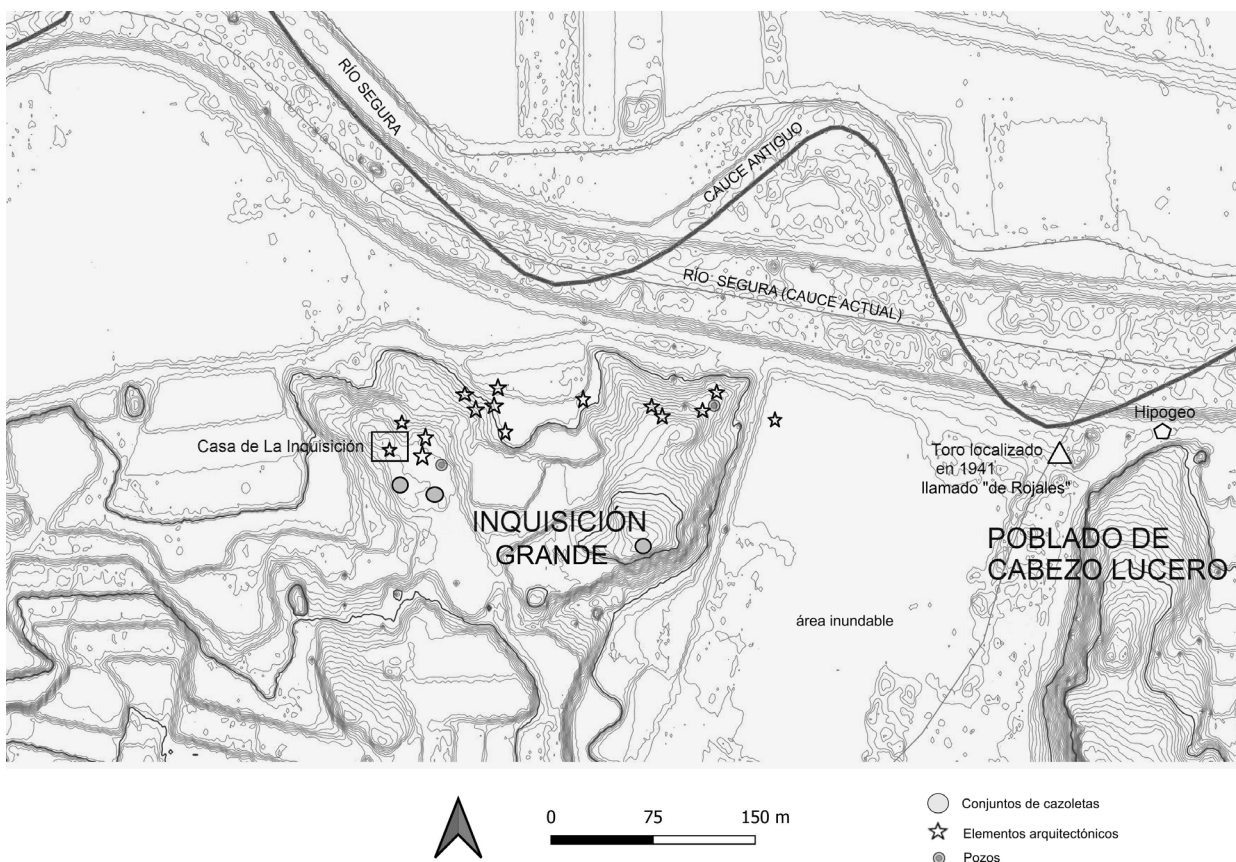 RÍO SEGURA
CAUCE ANTIGUO
RÍO SEGURA (CAUCE ACTUAL)
Hipogeo
Casa de La Inquisición
Toro localizado
en 1941
llamado "de Rojales"
INQUISICIÓN
GRANDE
POBLADO DE
CABEZO LUCERO
área inundable
0 75 150 m
Conjuntos de cazoletas
Elementos arquitectónicos
Pozos